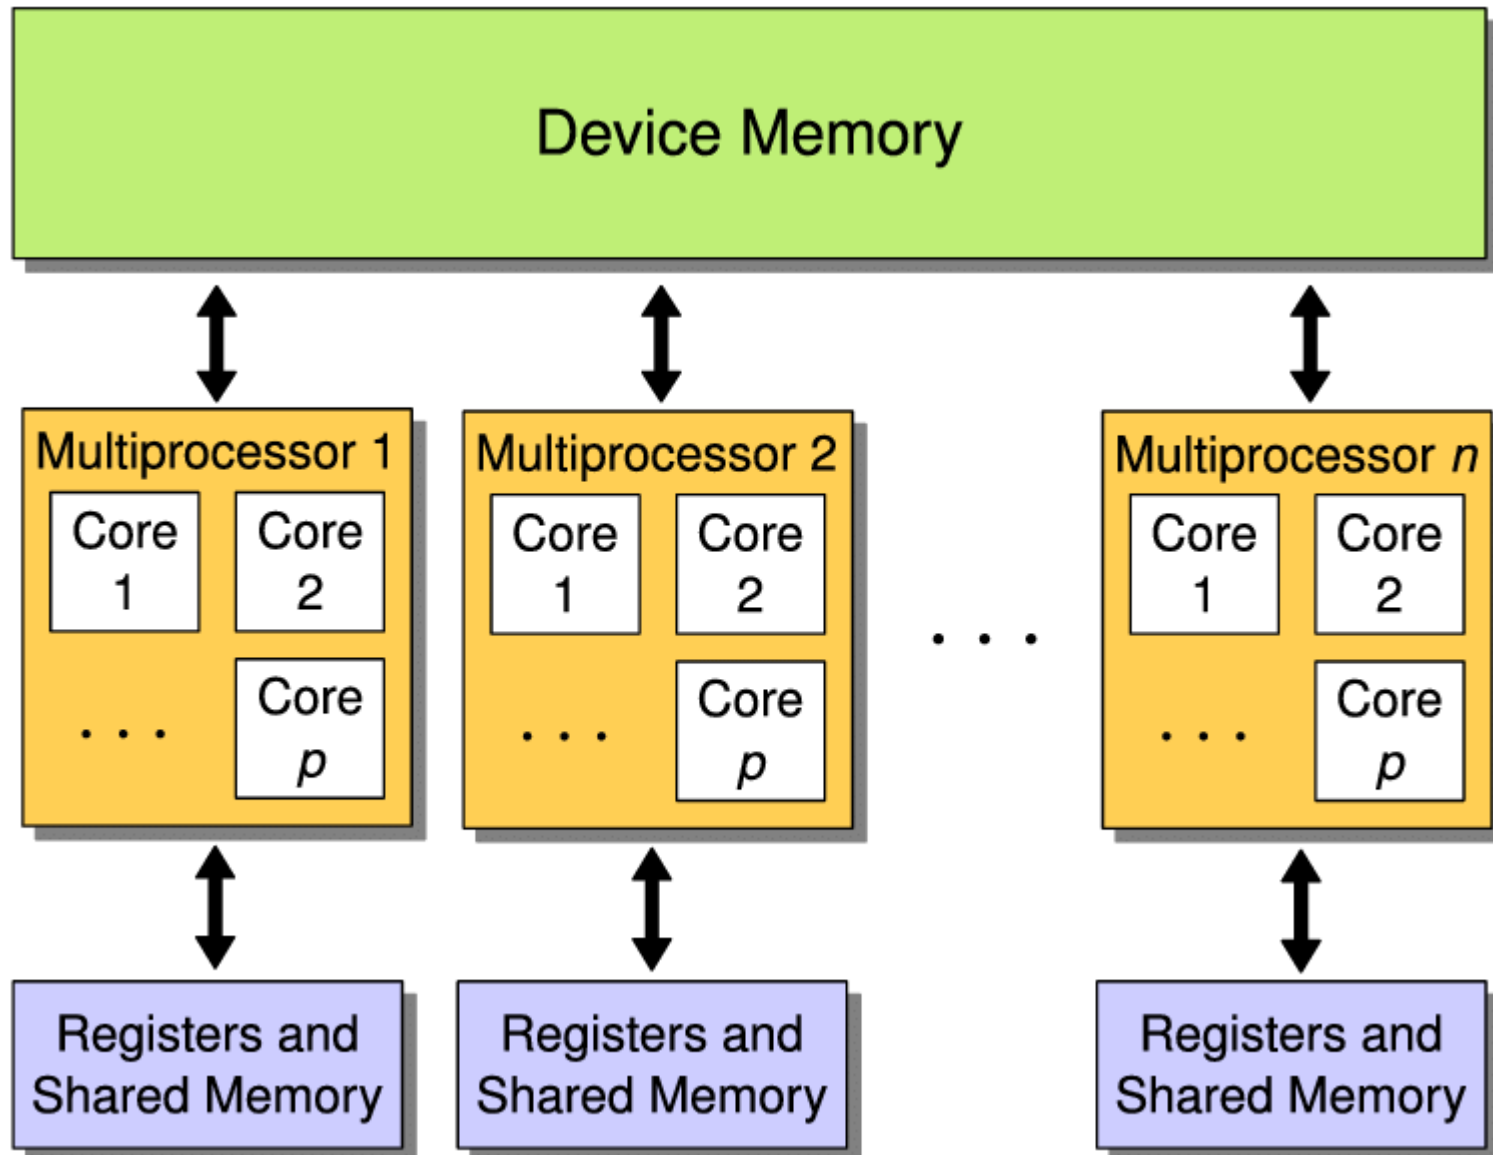 Device Memory
Multiprocessor 1
Core
1
Core
2
. . .
Core
p
Multiprocessor 2
Core
1
Core
2
. . .
Core
p
. . .
Multiprocessor n
Core
1
Core
2
. . .
Core
p
Registers and
Shared Memory
Registers and
Shared Memory
Registers and
Shared Memory